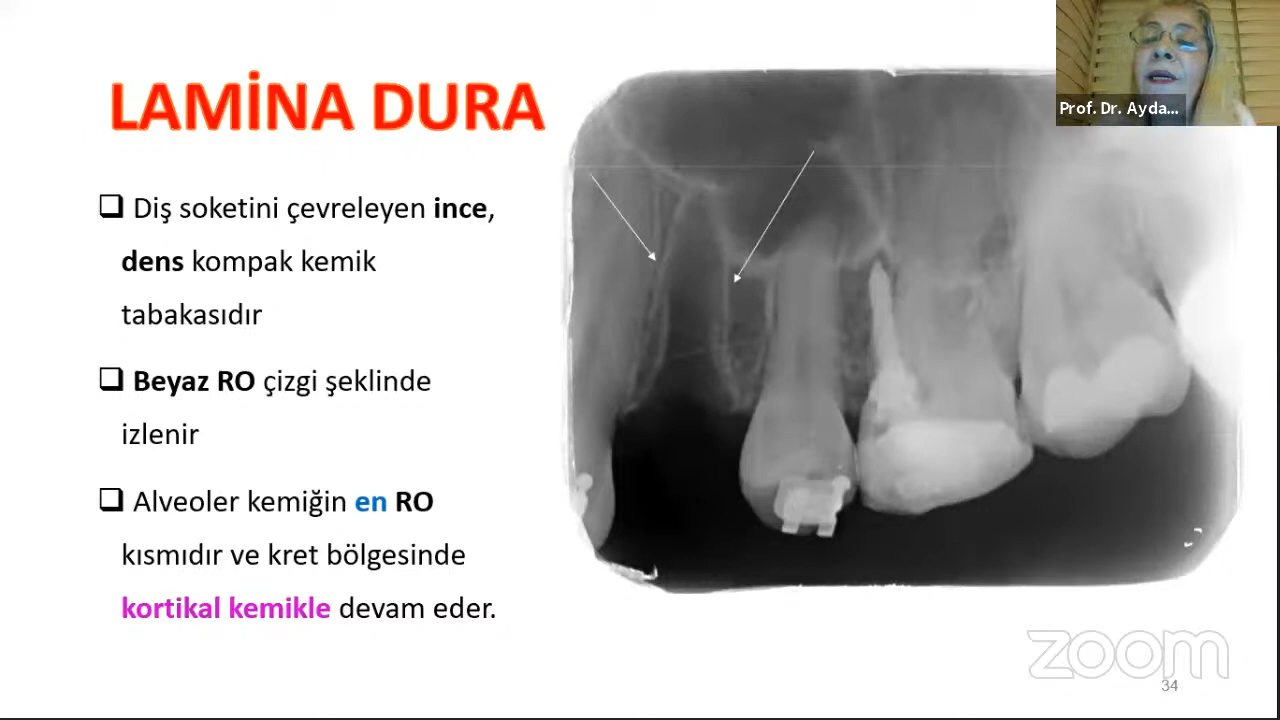 Prof. Dr. Ayda...
LAMİNA DURA
❑ Diş soketini çevreleyen ince,
dens kompak kemik
tabakasıdır
❑ Beyaz RO çizgi şeklinde
izlenir
❑ Alveoler kemiğin en RO
kısmıdır ve kret bölgesinde
kortikal kemikle devam eder.
zoom
34